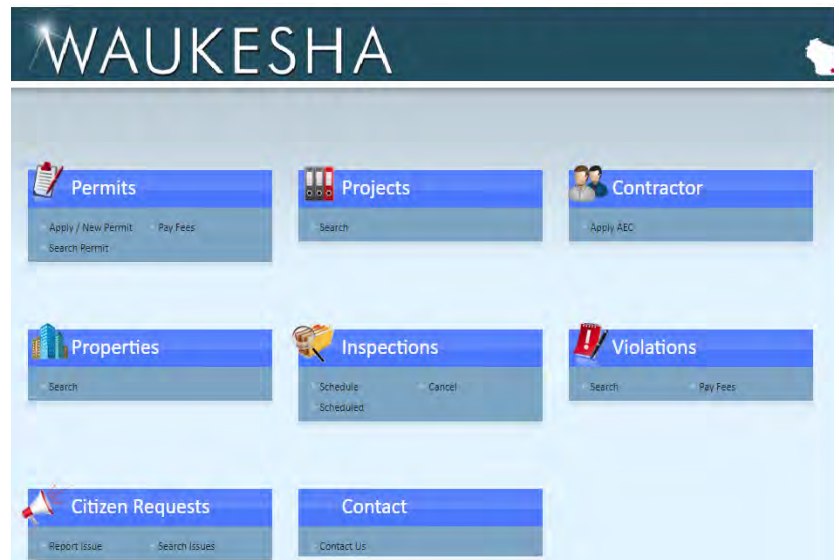 WAUKESHA
Permits
Apply / New Permit Pay Fees
Search Permit
Projects
Search
Contractor
Apply AEC
Properties
Search
Inspections
Schedule Cancel
Scheduled
Violations
Search Pay Fees
Citizen Requests
Report Issue Search Issues
Contact
Contact Us